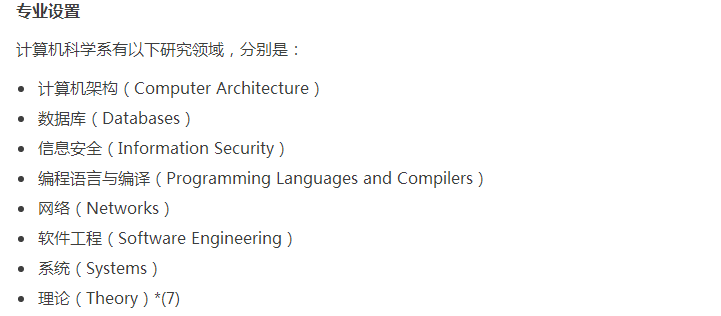 专业设置
计算机科学系有以下研究领域，分别是：
• 计算机架构（Computer Architecture）
• 数据库（Databases）
• 信息安全（Information Security）
• 编程语言与编译（Programming Languages and Compilers）
• 网络（Networks）
• 软件工程（Software Engineering）
• 系统（Systems）
• 理论（Theory）*(7)